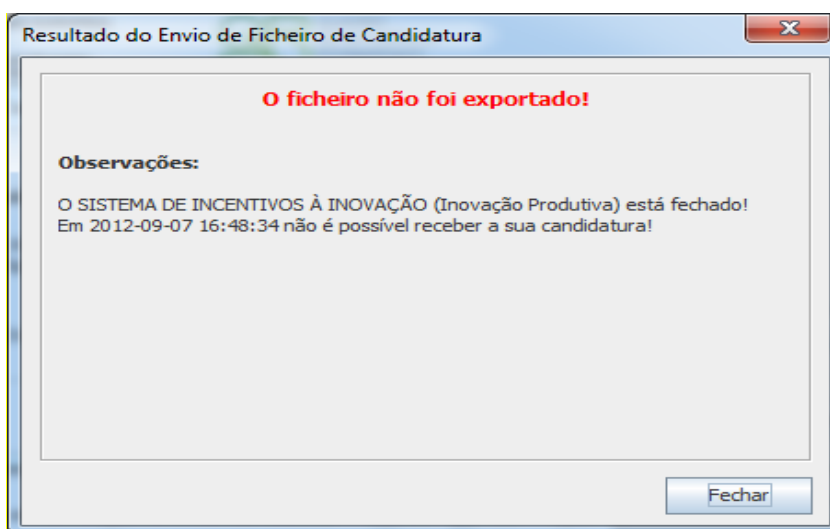 Resultado do Envio de Ficheiro de Candidatura
O ficheiro não foi exportado!
Observações:
O SISTEMA DE INCENTIVOS À INOVAÇÃO (Inovação Produtiva) está fechado!
Em 2012-09-07 16:48:34 não é possível receber a sua candidatura!
Fechar